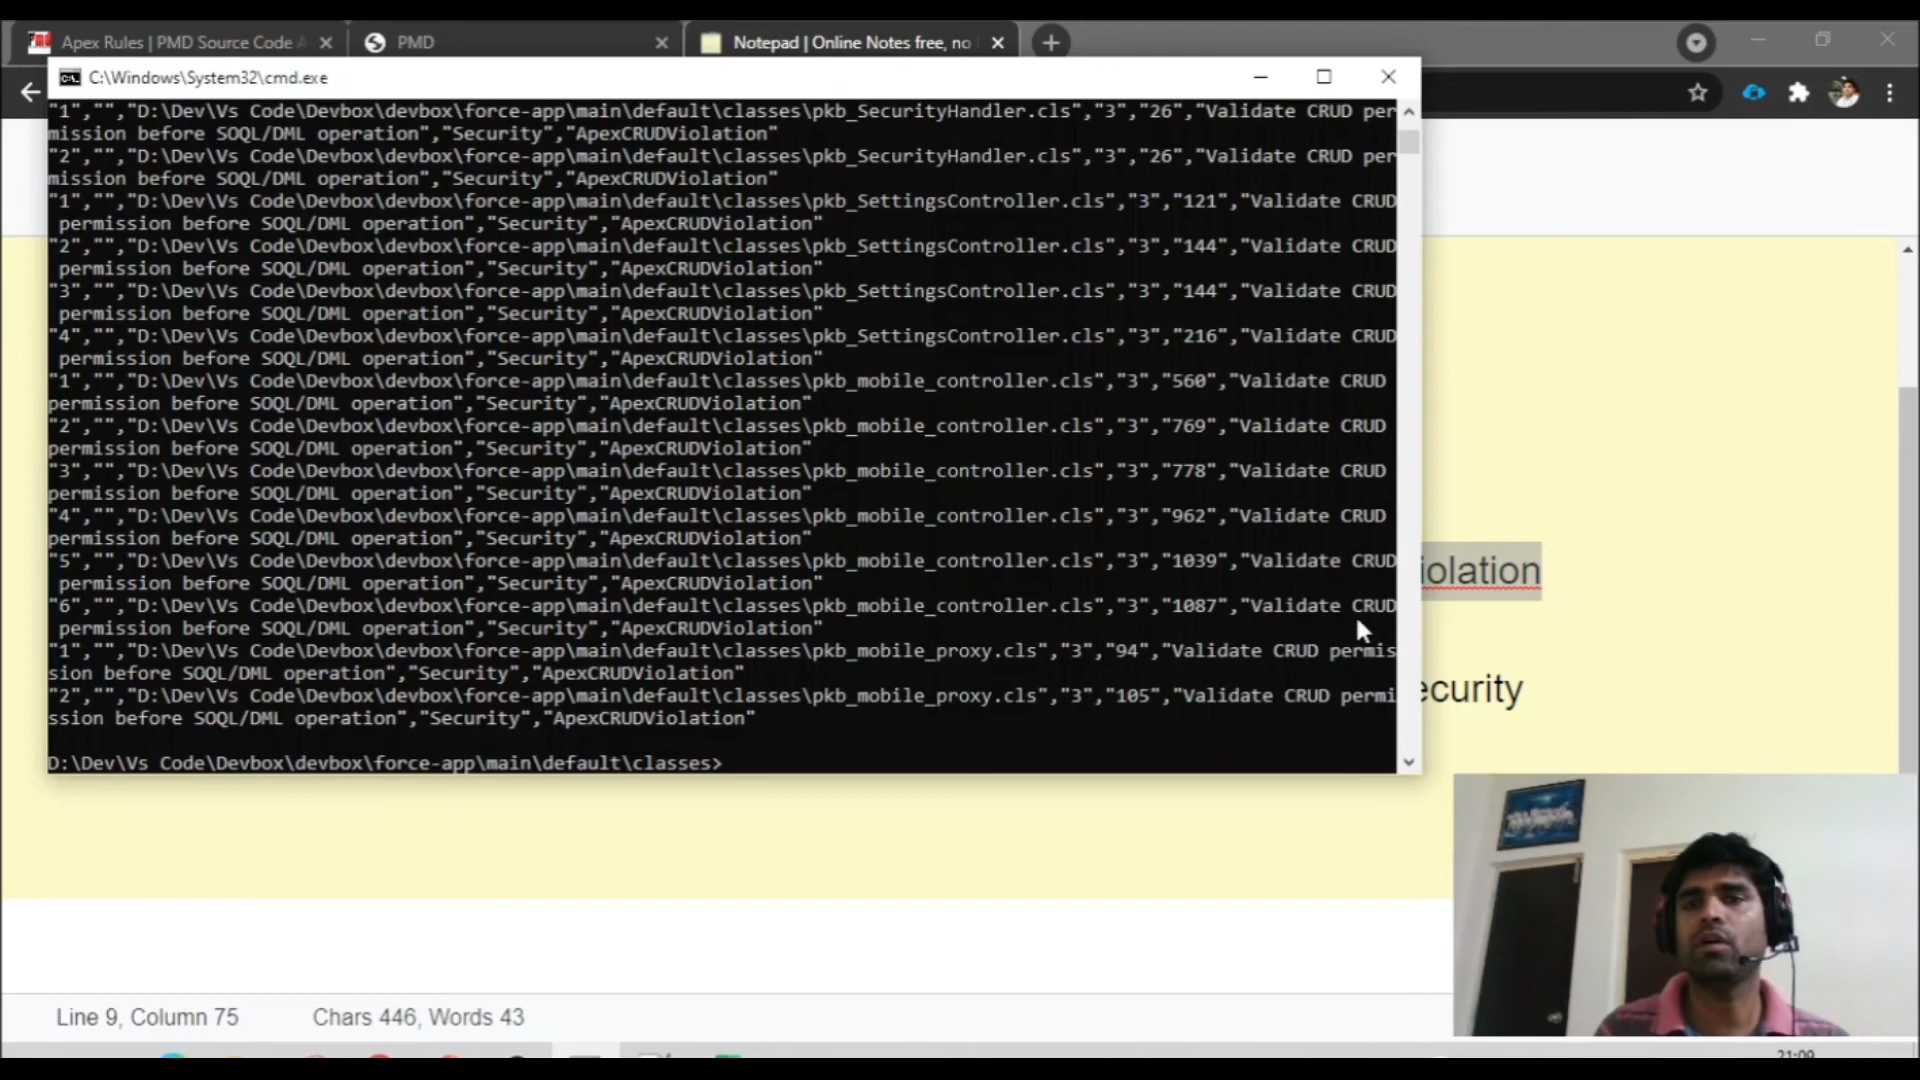 Apex Rules | PMD Source Code A
PMD
Notepad | Online Notes free, no
C:\Windows\System32\cmd.exe
"1","","D:\Dev\Vs Code\Devbox\devbox\force-app\main\default\classes\pkb_SecurityHandler.cls","3","26","Validate CRUD per
mission before SOQL/DML operation","Security","ApexCRUDViolation"
"2","","D:\Dev\Vs Code\Devbox\devbox\force-app\main\default\classes\pkb_SecurityHandler.cls","3","26","Validate CRUD per
mission before SOQL/DML operation","Security","ApexCRUDViolation"
"1","","D:\Dev\Vs Code\Devbox\devbox\force-app\main\default\classes\pkb_SettingsController.cls","3","121","Validate CRUD
permission before SOQL/DML operation","Security","ApexCRUDViolation"
"2","","D:\Dev\Vs Code\Devbox\devbox\force-app\main\default\classes\pkb_SettingsController.cls","3","144","Validate CRUD
permission before SOQL/DML operation","Security","ApexCRUDViolation"
"3","","D:\Dev\Vs Code\Devbox\devbox\force-app\main\default\classes\pkb_SettingsController.cls","3","144","Validate CRUD
permission before SOQL/DML operation","Security","ApexCRUDViolation"
"4","","D:\Dev\Vs Code\Devbox\devbox\force-app\main\default\classes\pkb_SettingsController.cls","3","216","Validate CRUD
permission before SOQL/DML operation","Security","ApexCRUDViolation"
"1","","D:\Dev\Vs Code\Devbox\devbox\force-app\main\default\classes\pkb_mobile_controller.cls","3","560","Validate CRUD
permission before SOQL/DML operation","Security","ApexCRUDViolation"
"2","","D:\Dev\Vs Code\Devbox\devbox\force-app\main\default\classes\pkb_mobile_controller.cls","3","769","Validate CRUD
permission before SOQL/DML operation","Security","ApexCRUDViolation"
"3","","D:\Dev\Vs Code\Devbox\devbox\force-app\main\default\classes\pkb_mobile_controller.cls","3","778","Validate CRUD
permission before SOQL/DML operation","Security","ApexCRUDViolation"
"4","","D:\Dev\Vs Code\Devbox\devbox\force-app\main\default\classes\pkb_mobile_controller.cls","3","962","Validate CRUD
permission before SOQL/DML operation","Security","ApexCRUDViolation"
"5","","D:\Dev\Vs Code\Devbox\devbox\force-app\main\default\classes\pkb_mobile_controller.cls","3","1039","Validate CRUD
permission before SOQL/DML operation","Security","ApexCRUDViolation"
"6","","D:\Dev\Vs Code\Devbox\devbox\force-app\main\default\classes\pkb_mobile_controller.cls","3","1087","Validate CRUD
permission before SOQL/DML operation","Security","ApexCRUDViolation"
"1","","D:\Dev\Vs Code\Devbox\devbox\force-app\main\default\classes\pkb_mobile_proxy.cls","3","94","Validate CRUD permis
sion before SOQL/DML operation","Security","ApexCRUDViolation"
"2","","D:\Dev\Vs Code\Devbox\devbox\force-app\main\default\classes\pkb_mobile_proxy.cls","3","105","Validate CRUD permi
ssion before SOQL/DML operation","Security","ApexCRUDViolation"
D:\Dev\Vs Code\Devbox\devbox\force-app\main\default\classes>
iolation
ecurity
Line 9, Column 75
Chars 446, Words 43
21:09